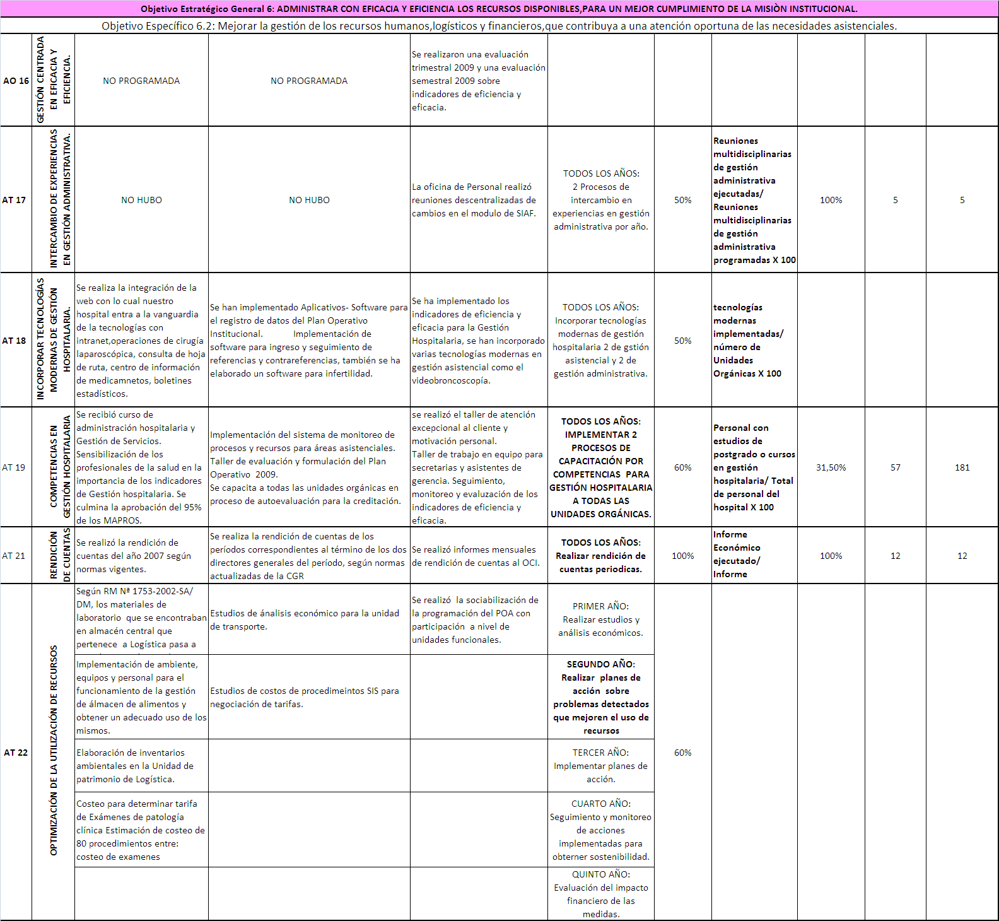 Objetivo Estratégico General 6: ADMINISTRAR CON EFICACIA Y EFICIENCIA LOS RECURSOS DISPONIBLES,PARA UN MEJOR CUMPLIMIENTO DE LA MISIÒN INSTITUCIONAL.
Objetivo Específico 6.2: Mejorar la gestión de los recursos humanos,logísticos y financieros,que contribuya a una atención oportuna de las necesidades asistenciales.
AO 16
GESTIÓN CENTRADA
EN EFICACIA Y
EFICIENCIA.
NO PROGRAMADA
NO PROGRAMADA
Se realizaron una evaluación
trimestral 2009 y una evaluación
semestral 2009 sobre
indicadores de eficiencia y
eficacia.
AT 17
INTERCAMBIO DE EXPERIENCIAS
EN GESTIÓN ADMINISTRATIVA.
NO HUBO
NO HUBO
La oficina de Personal realizó
reuniones descentralizadas de
cambios en el modulo de SIAF.
TODOS LOS AÑOS:
2 Procesos de
intercambio en
experiencias en gestión
administrativa por año.
50%
Reuniones
multidisciplinarias
de gestión
administrativa
ejecutadas/
Reuniones
multidisciplinarias
de gestión
administrativa
programadas X 100
100%
5
5
AT 18
INCORPORAR TECNOLOGÍAS
MODERNAS DE GESTIÓN
HOSPITALARIA.
Se realiza la integración de la
web con lo cual nuestro
hospital entra a la vanguardia
de la tecnologías con
intranet,operaciones de cirugía
laparoscópica, consulta de hoja
de ruta, centro de información
de medicamnetos, boletines
estadísticos.
Se han implementado Aplicativos- Software para
el registro de datos del Plan Operativo
Institucional. Implementación de
software para ingreso y seguimiento de
referencias y contrareferencias, también se ha
elaborado un software para infertilidad.
Se ha implementado los
indicadores de eficiencia y
eficacia para la Gestión
Hospitalaria, se han incorporado
varias tecnologías modernas en
gestión asistencial como el
videobroncoscopía.
TODOS LOS AÑOS:
Incorporar tecnologías
modernas de gestión
hospitalaria 2 de gstión
asistencial y 2 de
gestión administrativa.
50%
tecnologías
modernas
implementadas/
número de
Unidades
Orgánicas X 100
AT 19
COMPETENCIAS EN
GESTIÓN HOSPITALARIA
Se recibió curso de
administración hospitalaria y
Gestión de Servicios.
Sensibilización de los
profesionales de la salud en la
importancia de los indicadores
de Gestión hospitalaria. Se
culmina la aprobación del 95%
de los MAPROS.
Implementación del sistema de monitoreo de
procesos y recursos para áreas asistenciales.
Taller de evaluación y formulación del Plan
Operativo 2009.
Se capacita a todas las unidades orgánicas en
proceso de autoevaluación para la creditación.
se realizó el taller de atención
excepcional al cliente y
motivación personal.
Taller de trabajo en equipo para
secretarias y asistentes de
gerencia. Seguimiento,
monitoreo y evaluzación de los
indicadores de eficiencia y
eficacia.
TODOS LOS AÑOS:
IMPLEMENTAR 2
PROCESOS DE
CAPACITACIÓN POR
COMPETENCIAS PARA
GESTIÓN HOSPITALARIA
A TODAS LAS
UNIDADES ORGÁNICAS.
60%
Personal con
estudios de
postgrado o cursos
en gestión
hospitalaria/ Total
de personal del
hospital X 100
31,50%
57
181
AT 21
RENDICIÓN
DE CUENTAS
Se realizó la rendición de
cuentas del año 2007 según
normas vigentes.
Se realiza la rendición de cuentas de los
períodos correspondientes al término de los dos
directores generales del período, según normas
actualizadas de la CGR
Se realizó informes mensuales
de rendición de cuentas al OCI.
TODOS LOS AÑOS:
Realizar rendición de
cuentas periodicas.
100%
Informe
Económico
ejecutado/
Informe
100%
12
12
AT 22
OPTIMIZACIÓN DE LA UTILIZACIÓN DE RECURSOS
Según RM Nª 1753-2002-SA/
DM, los materiales de
laboratorio que se encontraban
en almacén central que
pertenece a Logística pasa a
Estudios de ánalisis económico para la unidad
de transporte.
Se realizó la sociabilización de
la programación del POA con
participación a nivel de
unidades funcionales.
PRIMER AÑO:
Realizar estudios y
análisis económicos.
60%
Implementación de ambiente,
equipos y personal para el
funcionamiento de la gestión
de álmacen de alimentos y
obtener un adecuado uso de los
mismos.
Estudios de costos de procedimeintos SIS para
negociación de tarifas.
SEGUNDO AÑO:
Realizar planes de
acción sobre
problemas detectados
que mejoren el uso de
recursos
Elaboración de inventarios
ambientales en la Unidad de
patrimonio de Logística.
TERCER AÑO:
Implementar planes de
acción.
Costeo para determinar tarifa
de Exámenes de patología
clínica Estimación de costeo de
80 procedimientos entre:
costeo de examenes
CUARTO AÑO:
Seguimiento y monitoreo
de acciones
implementadas para
obterner sostenibilidad.
QUINTO AÑO:
Evaluación del impacto
financiero de las
medidas.